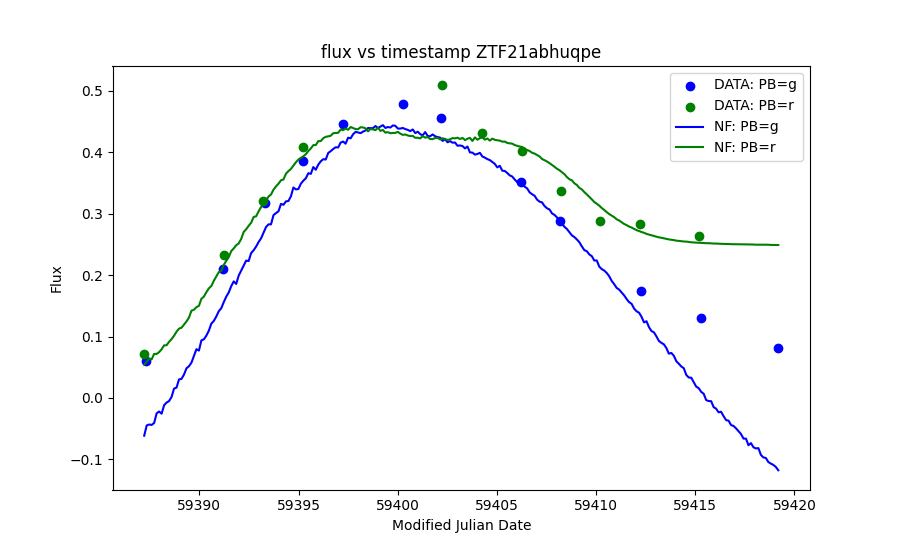 flux vs timestamp ZTF21abhuqpe
DATA: PB=g
DATA: PB=r
NF: PB=g
NF: PB=r
0.5
0.4
0.3
0.2
0.1
0.0
−0.1
Flux
59390
59395
59400
59405
59410
59415
59420
Modified Julian Date